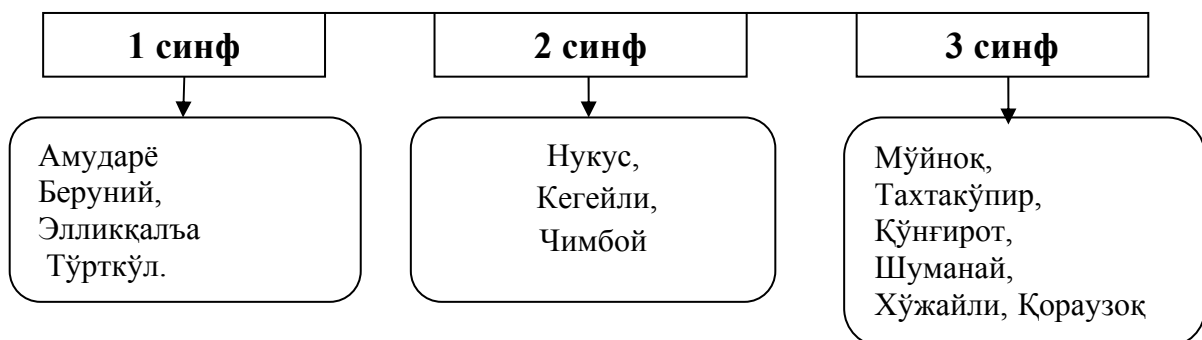 1 синф
2 синф
3 синф
Амударё
Беруний,
Элликқалъа
Тўрткўл.
Нукус,
Кегейли,
Чимбой
Мўйноқ,
Тахтакўпир,
Қўнғирот,
Шуманай,
Хўжайли, Қораузоқ